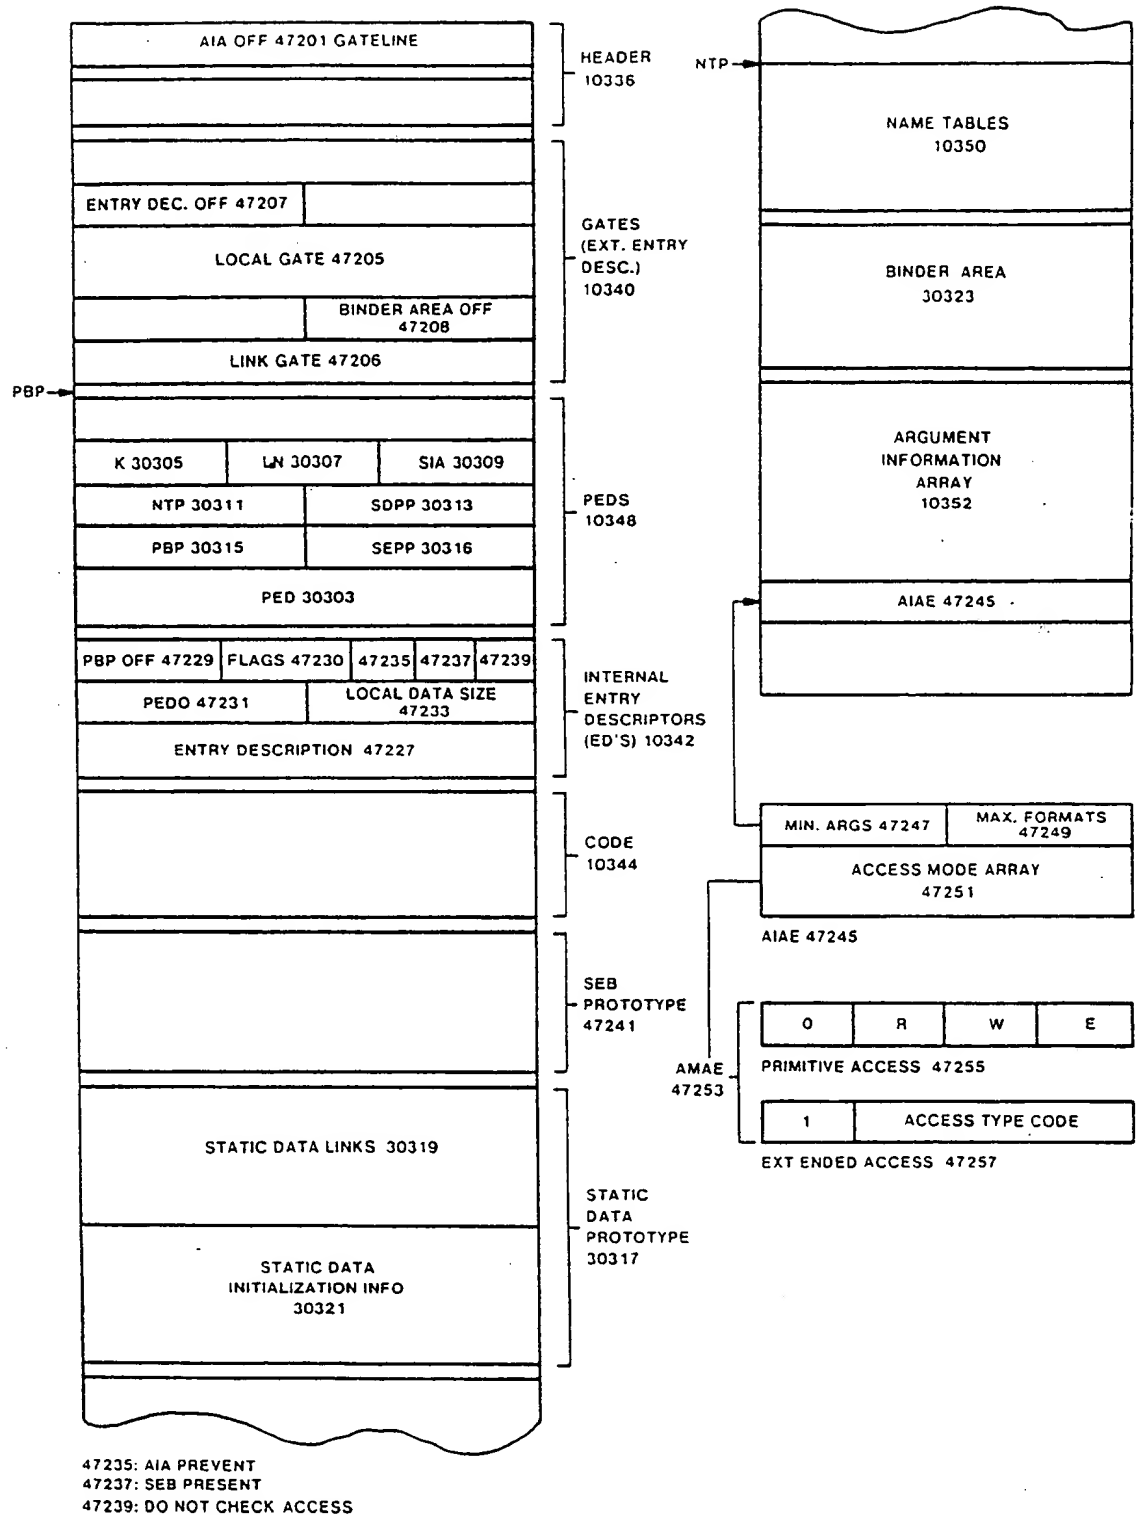 AIA OFF 47201 GATELINE
HEADER
10336
ENTRY DEC. OFF 47207
LOCAL GATE 47205
BINDER AREA OFF
47208
LINK GATE 47206
GATES
(EXT. ENTRY
DESC.)
10340
PBP
K 30305
LN 30307
SIA 30309
NTP 30311
SDPP 30313
PBP 30315
SEPP 30316
PED 30303
PEDS
10348
PBP OFF 47229
FLAGS 47230
47235
47237
47239
PEDO 47231
LOCAL DATA SIZE
47233
ENTRY DESCRIPTION 47227
INTERNAL
ENTRY
DESCRIPTORS
(ED'S) 10342
CODE
10344
SEB
PROTOTYPE
47241
STATIC DATA LINKS 30319
STATIC DATA
INITIALIZATION INFO
30321
STATIC
DATA
PROTOTYPE
30317
47235: AIA PREVENT
47237: SEB PRESENT
47239: DO NOT CHECK ACCESS
NTP
NAME TABLES
10350
BINDER AREA
30323
ARGUMENT
INFORMATION
ARRAY
10352
AIAE 47245
MIN. ARGS 47247
MAX. FORMATS
47249
ACCESS MODE ARRAY
47251
AIAE 47245
AMAE
47253
O
R
W
E
PRIMITIVE ACCESS 47255
1
ACCESS TYPE CODE
EXT ENDED ACCESS 47257